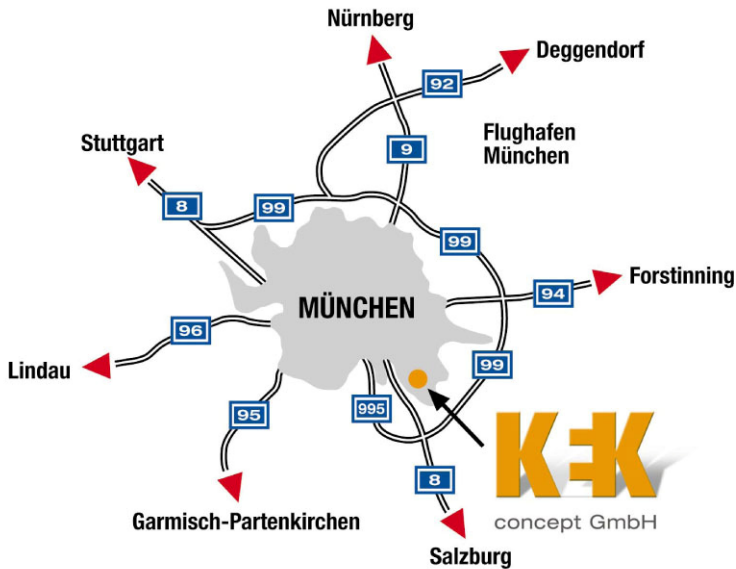 Nürnberg
Deggendorf
92
Flughafen
München
9
Stuttgart
8
99
99
Forstinning
94
MÜNCHEN
96
Lindau
99
95
995
KEK
concept GmbH
8
Garmisch-Partenkirchen
Salzburg